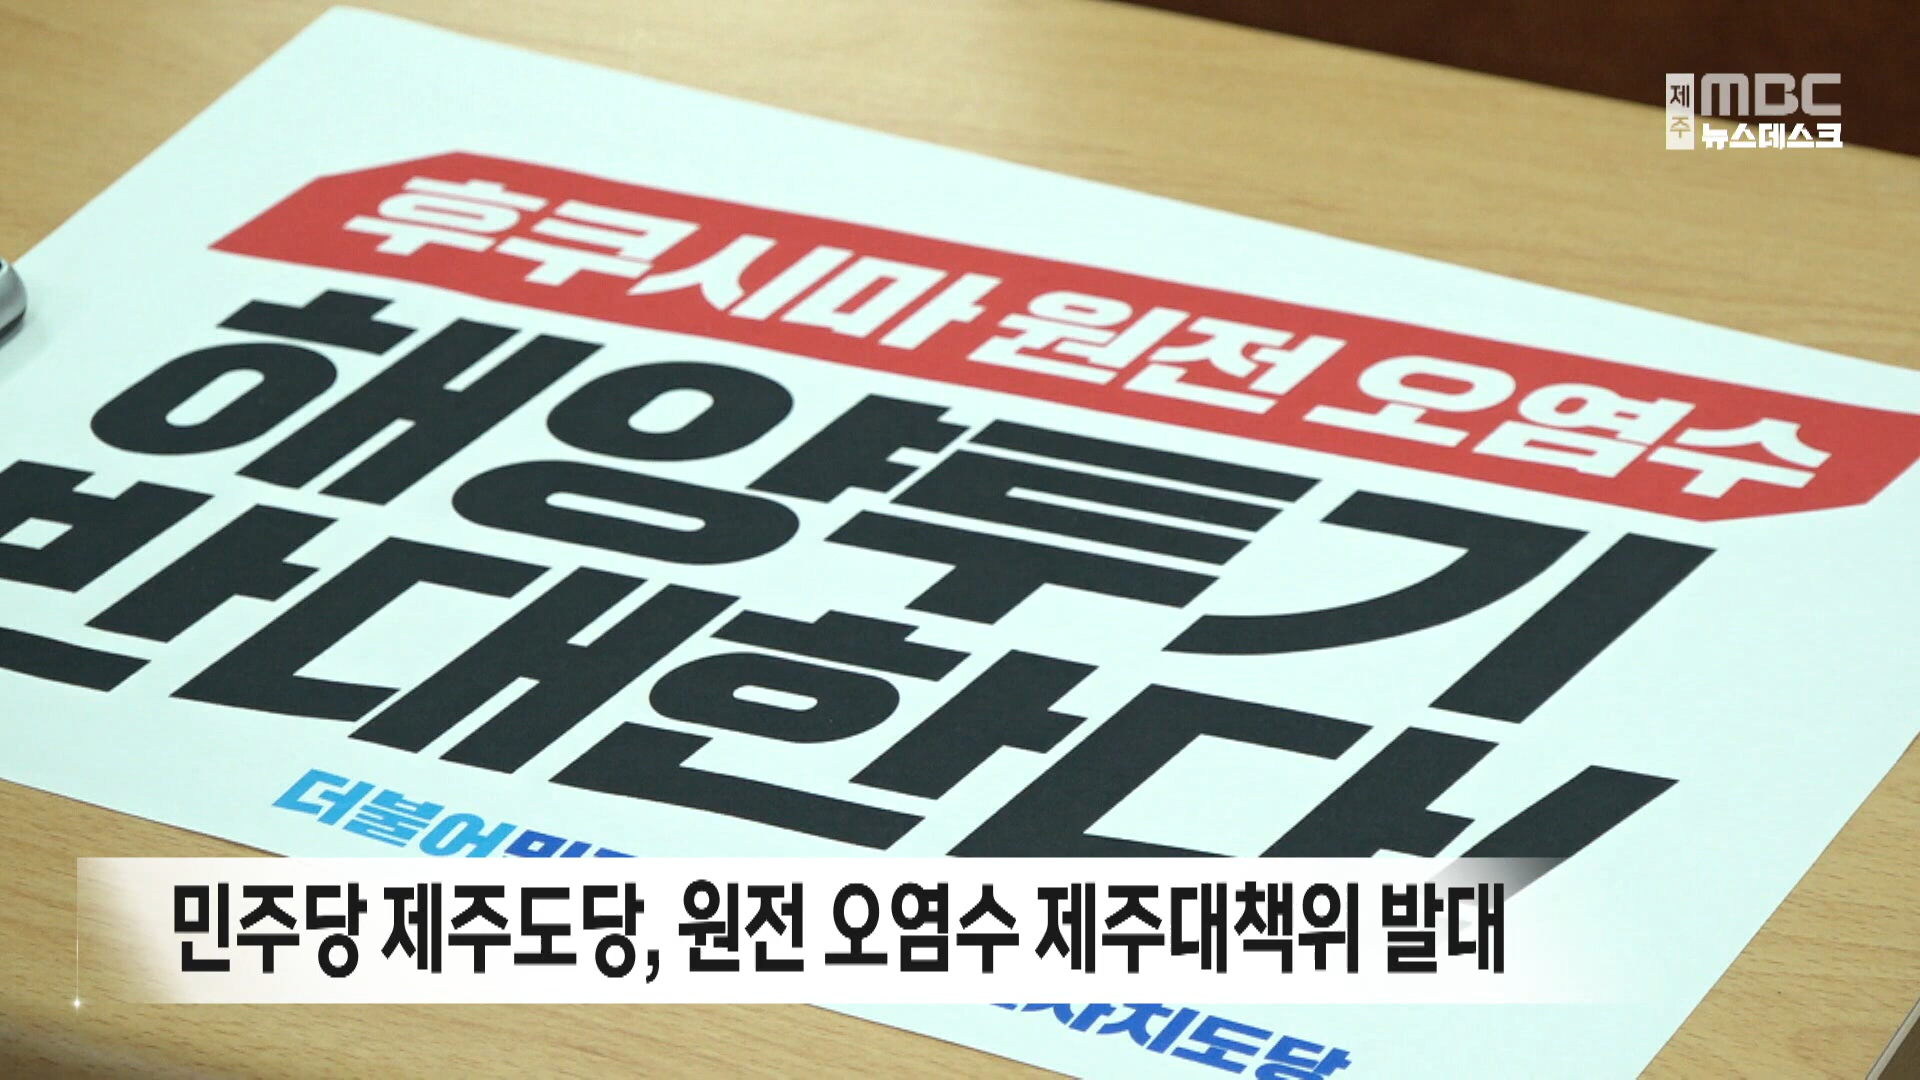 제주 MBC
뉴스데스크
후쿠시마 원전 오염수
해양투기
반대한다!
더불어
민주당 제주도당, 원전 오염수 제주대책위 발대
자치도당